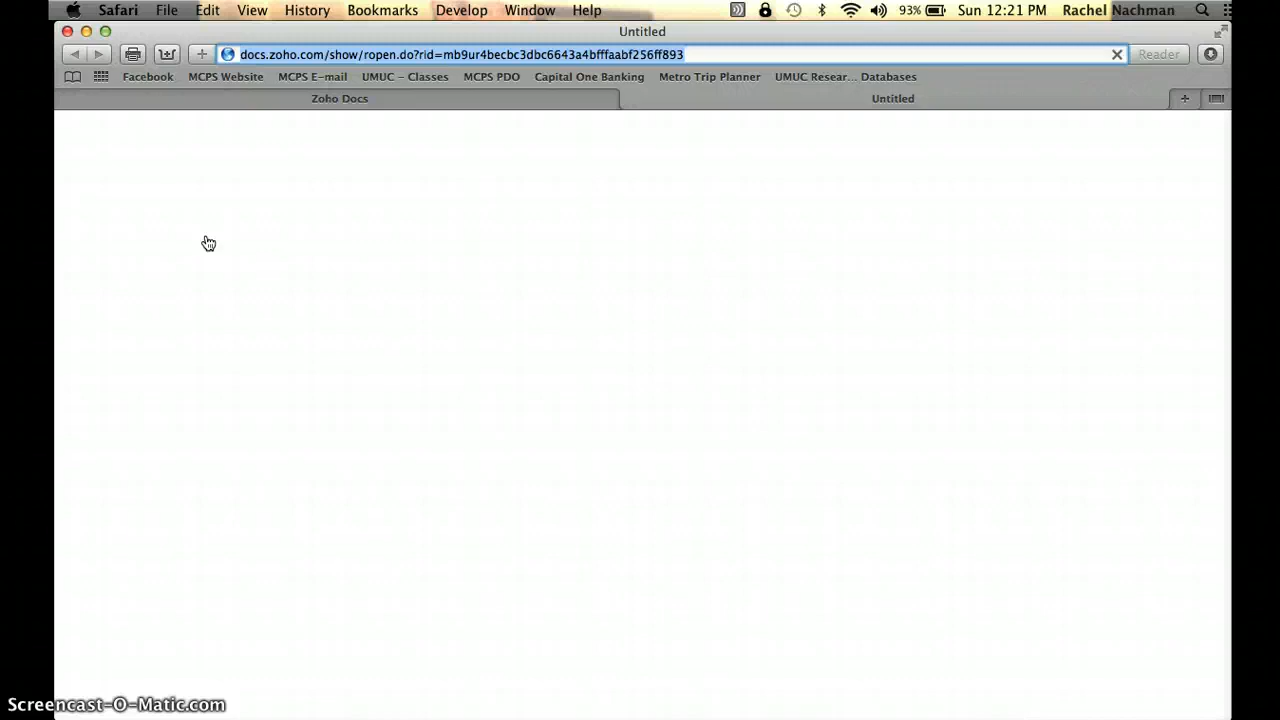 Safari File Edit View History Bookmarks Develop Window Help 93% Sun 12:21 PM Rachel Nachman
Untitled
docs.zoho.com/show/ropen.do?rid=mb9ur4becbc3dbc6643a4bfffaabf256ff893 Reader
Facebook MCPS Website MCPS E-mail UMUC – Classes MCPS PDO Capital One Banking Metro Trip Planner UMUC Resear... Databases
Zoho Docs Untitled
Screencast-O-Matic.com